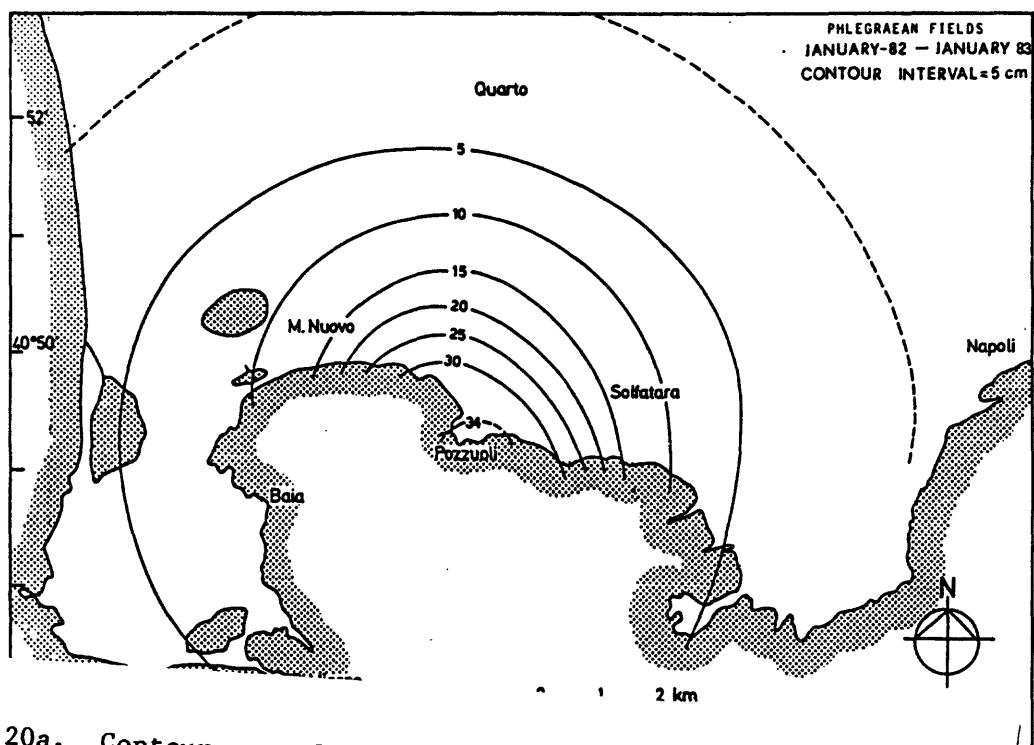 PHLEGRAEAN FIELDS
JANUARY-82 — JANUARY 83
CONTOUR INTERVAL=5 cm
Quarto
52'
5
10
15
20
M. Nuovo
25
40°50'
30
Napoli
Solfatara
34
Pozzuoli
Baia
N
1 2 km
20a. Contour